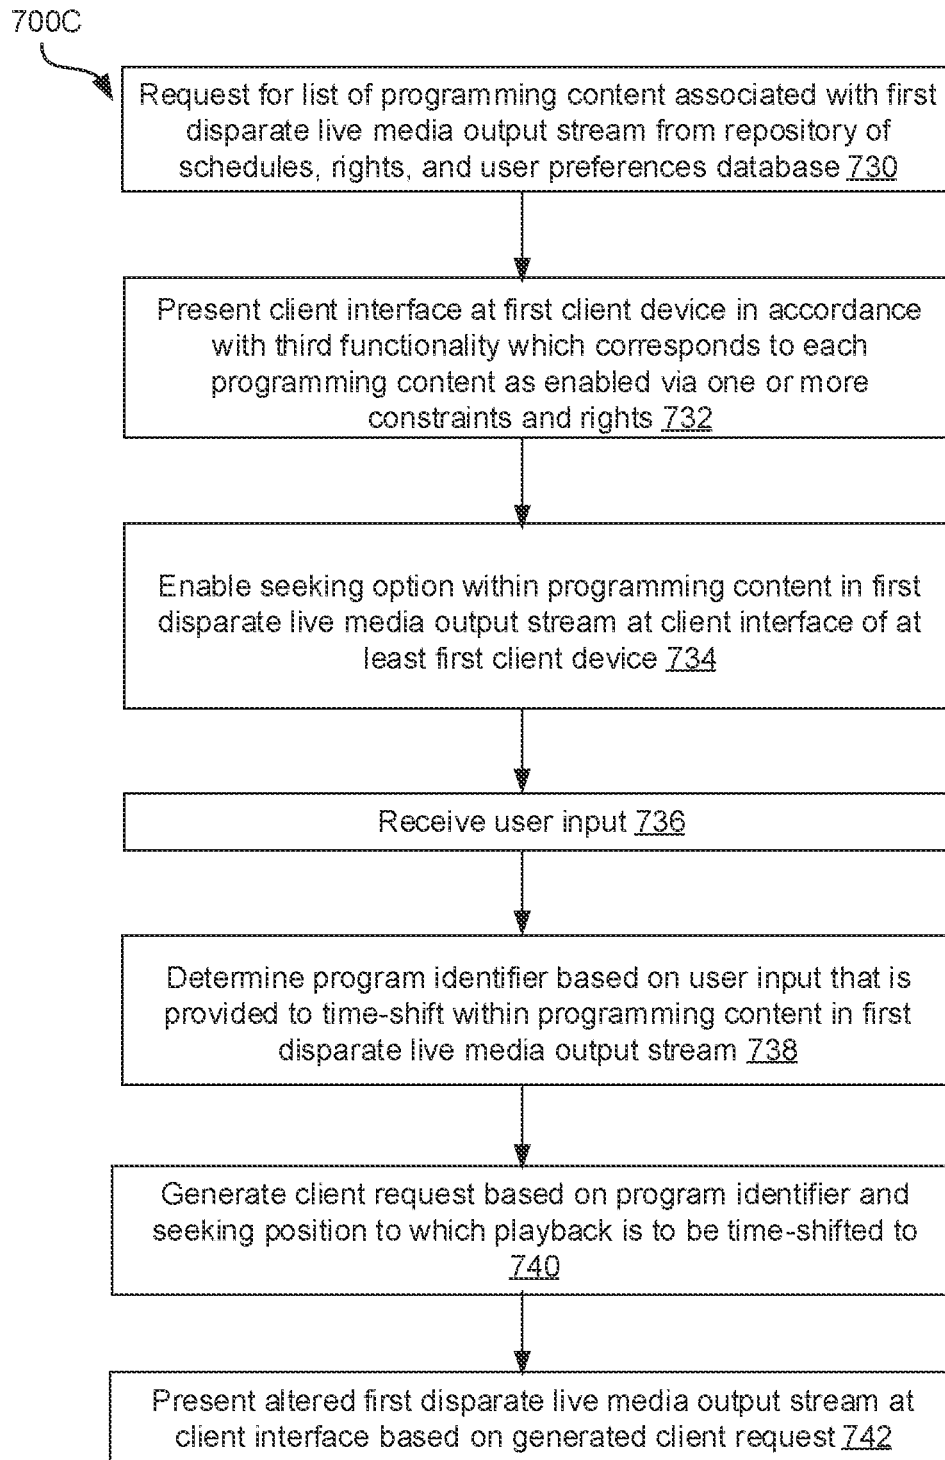 700C
Request for list of programming content associated with first
disparate live media output stream from repository of
schedules, rights, and user preferences database 730
Present client interface at first client device in accordance
with third functionality which corresponds to each
programming content as enabled via one or more
constraints and rights 732
Enable seeking option within programming content in first
disparate live media output stream at client interface of at
least first client device 734
Receive user input 736
Determine program identifier based on user input that is
provided to time-shift within programming content in first
disparate live media output stream 738
Generate client request based on program identifier and
seeking position to which playback is to be time-shifted to
740
Present altered first disparate live media output stream at
client interface based on generated client request 742